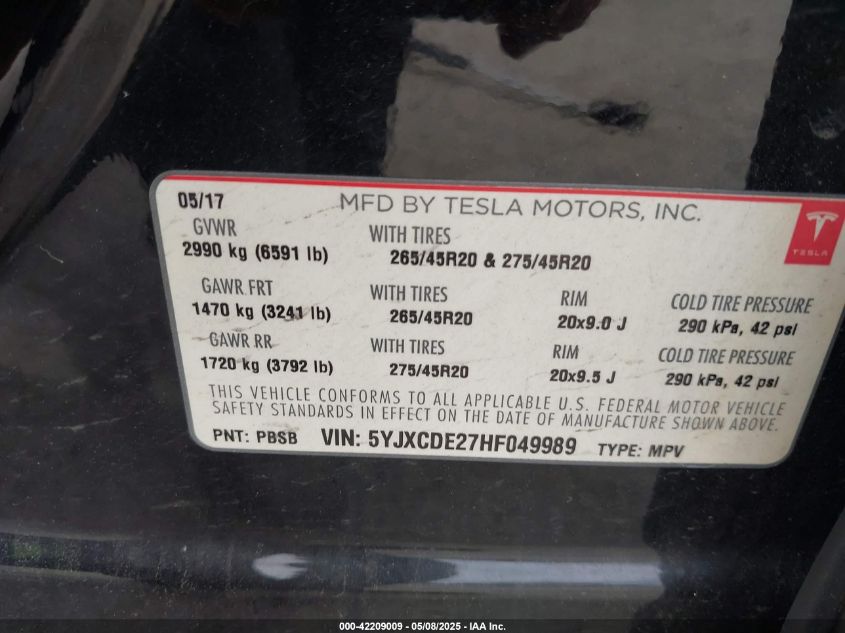 05/17 MFD BY TESLA MOTORS, INC.
TESLA
GVWR WITH TIRES
2990 kg (6591 lb) 265/45R20 & 275/45R20
GAWR FRT WITH TIRES RIM COLD TIRE PRESSURE
1470 kg (3241 lb) 265/45R20 20x9.0 J 290 kPa, 42 psi
GAWR RR WITH TIRES RIM COLD TIRE PRESSURE
1720 kg (3792 lb) 275/45R20 20x9.5 J 290 kPa, 42 psi
THIS VEHICLE CONFORMS TO ALL APPLICABLE U.S. FEDERAL MOTOR VEHICLE
SAFETY STANDARDS IN EFFECT ON THE DATE OF MANUFACTURE SHOWN ABOVE.
PNT: PBSB VIN: 5YJXCDE27HF049989 TYPE: MPV
000-42209009 - 05/08/2025 - IAA Inc.